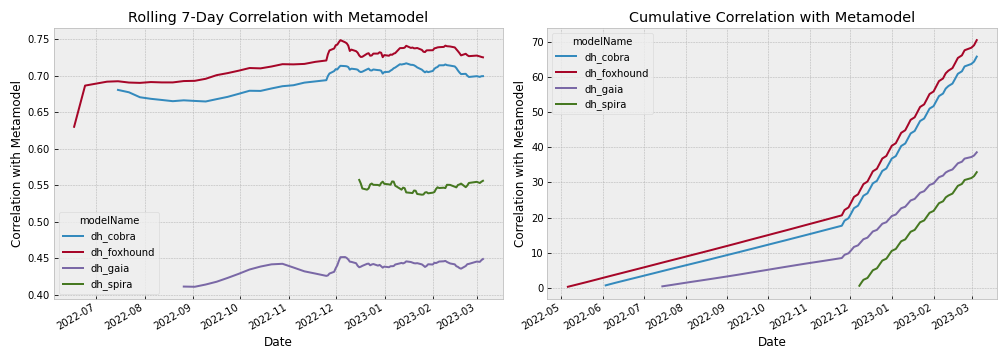 Rolling 7-Day Correlation with Metamodel
Correlation with Metamodel
0.75
0.70
0.65
0.60
0.55
0.50
0.45
0.40
modelName
dh_cobra
dh_foxhound
dh_gaia
dh_spira
2022-07
2022-08
2022-09
2022-10
2022-11
2022-12
2023-01
2023-02
2023-03
Date
Cumulative Correlation with Metamodel
Correlation with Metamodel
70
60
50
40
30
20
10
0
modelName
dh_cobra
dh_foxhound
dh_gaia
dh_spira
2022-05
2022-06
2022-07
2022-08
2022-09
2022-10
2022-11
2022-12
2023-01
2023-02
2023-03
Date